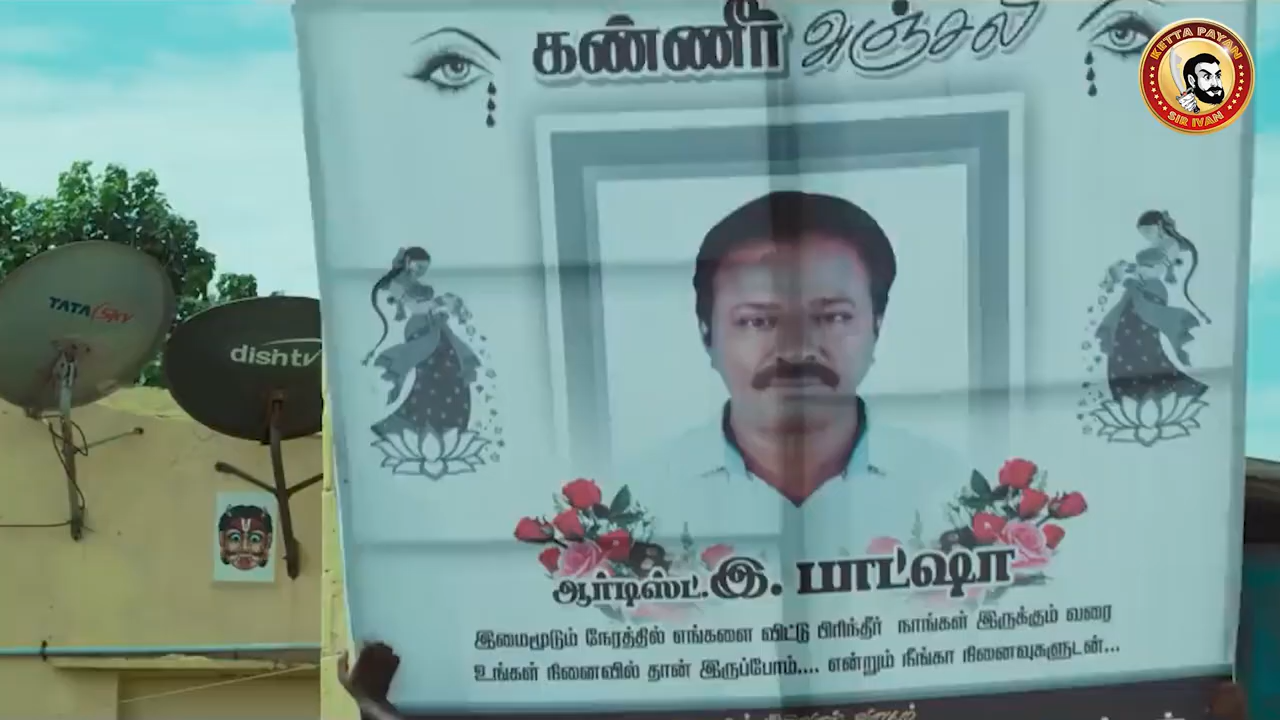 கண்ணீர் அஞ்சலி
KETTA PAYAN
SIR IVAN
TATA Sky
dishtv
ஆர்டிஸ்ட்.இ. பாட்ஷா
இமைமூடும் நேரத்தில் எங்களை விட்டு பிரிந்தீர் நாங்கள் இருக்கும் வரை
உங்கள் நினைவில் தான் இருப்போம்.... என்றும் நீங்கா நினைவுகளுடன்...